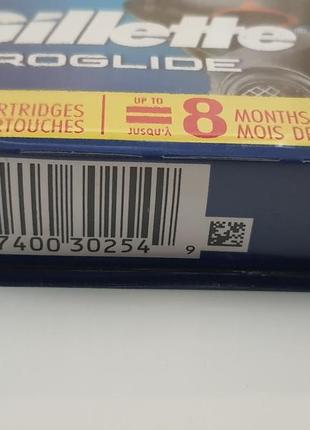 Gillette
ROGLIDE
RTRIDGES
RTOUCHES
UP TO
JUSQU'À
= 8 MONTHS
MOIS DE
7400 30254 9